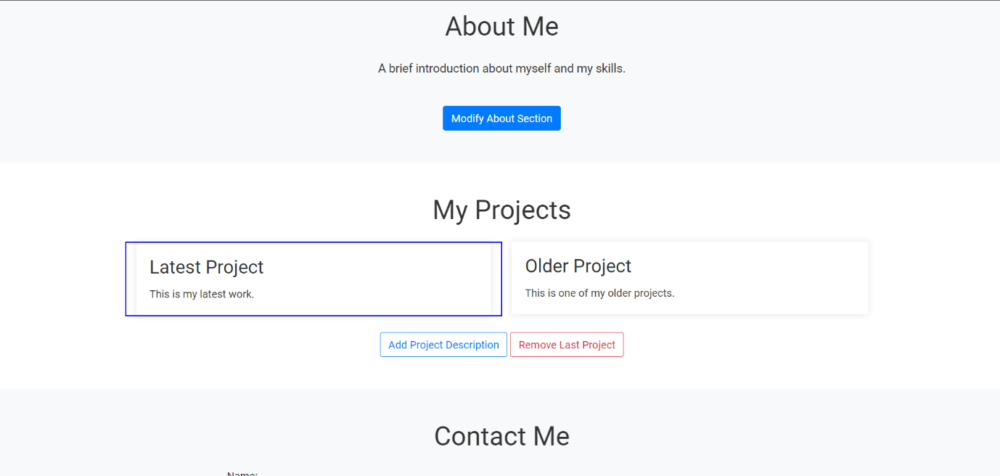 About Me
A brief introduction about myself and my skills.
Modify About Section
My Projects
Latest Project
This is my latest work.
Older Project
This is one of my older projects.
Add Project Description
Remove Last Project
Contact Me
Name: